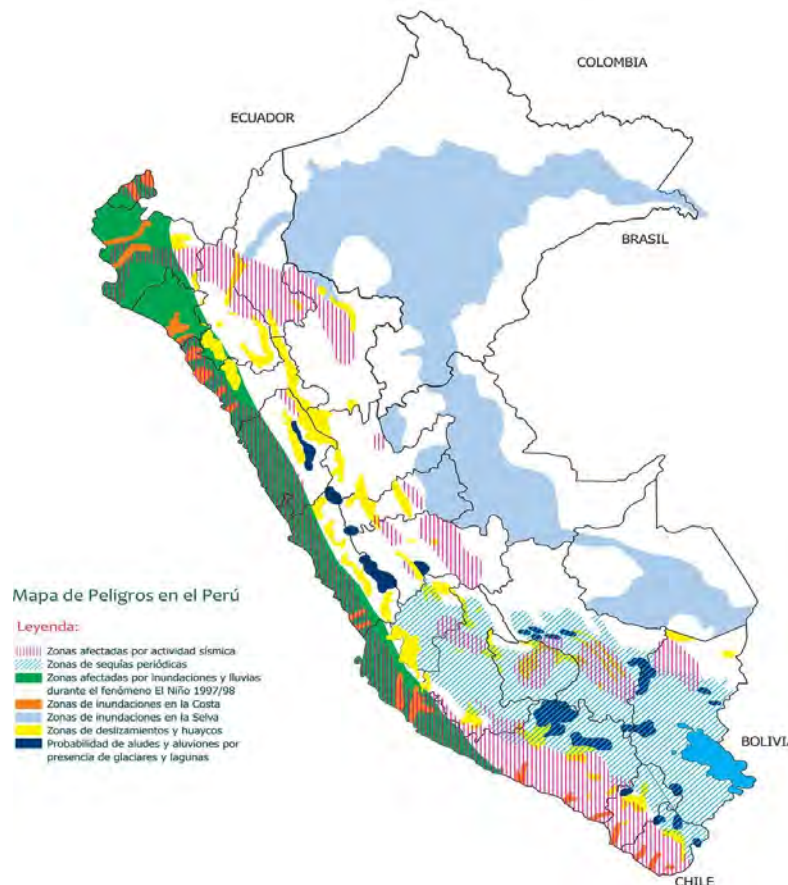 COLOMBIA
ECUADOR
BRASIL
BOLIVIA
CHILE
Mapa de Peligros en el Perú
Leyenda:
Zonas afectadas por actividad sísmica
Zonas de sequías periódicas
Zonas afectadas por inundaciones y lluvias
durante el fenómeno El Niño 1997/98
Zonas de inundaciones en la Costa
Zonas de inundaciones en la Selva
Zonas de deslizamientos y huaycos
Probabilidad de aludes y aluviones por
presencia de glaciares y lagunas